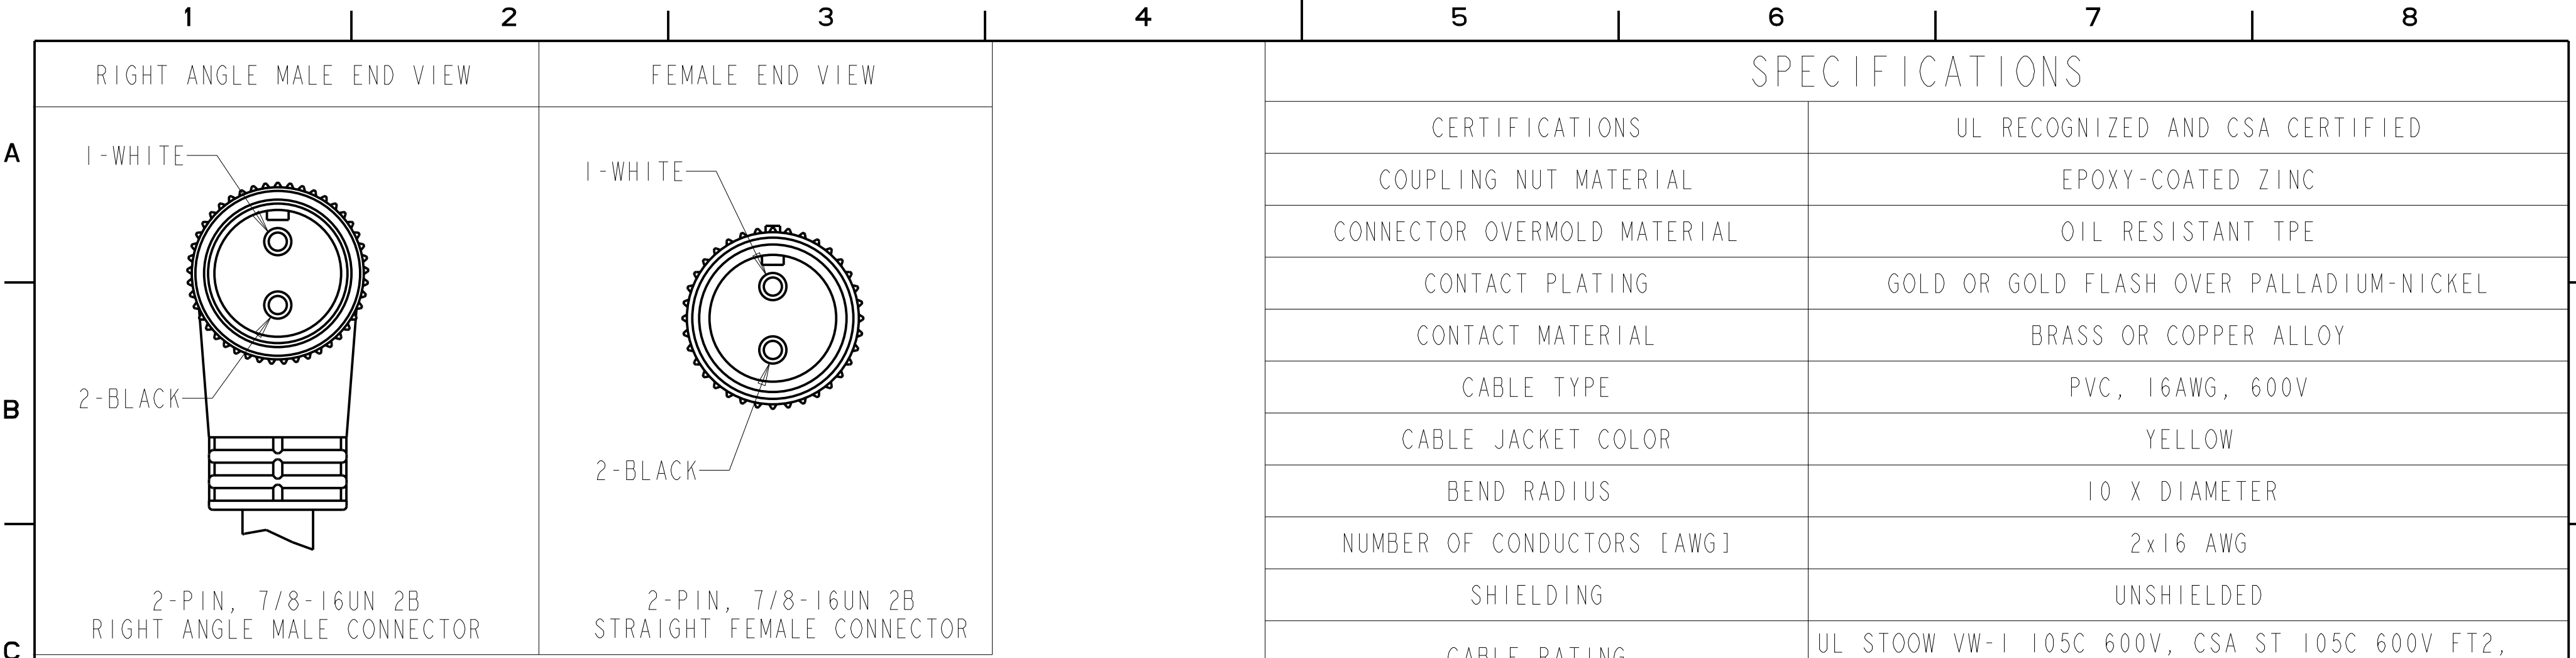 1 2 3 4 5 6 7 8
RIGHT ANGLE MALE END VIEW
FEMALE END VIEW
A
1-WHITE
2-BLACK
1-WHITE
2-BLACK
B
2-PIN, 7/8-16UN 2B
RIGHT ANGLE MALE CONNECTOR
2-PIN, 7/8-16UN 2B
STRAIGHT FEMALE CONNECTOR
C
SPECIFICATIONS
CERTIFICATIONS UL RECOGNIZED AND CSA CERTIFIED
COUPLING NUT MATERIAL EPOXY-COATED ZINC
CONNECTOR OVERMOLD MATERIAL OIL RESISTANT TPE
CONTACT PLATING GOLD OR GOLD FLASH OVER PALLADIUM-NICKEL
CONTACT MATERIAL BRASS OR COPPER ALLOY
CABLE TYPE PVC, 16AWG, 600V
CABLE JACKET COLOR YELLOW
BEND RADIUS 10 X DIAMETER
NUMBER OF CONDUCTORS [AWG] 2x16 AWG
SHIELDING UNSHIELDED
CABLE RATING UL STOOW VW-1 105C 600V, CSA ST 105C 600V FT2,